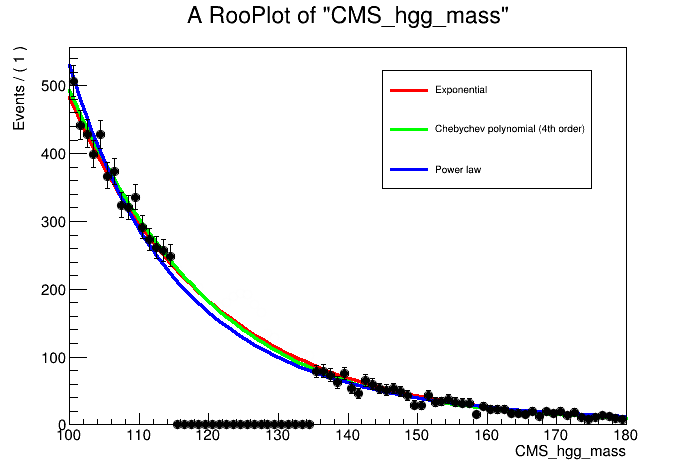 A RooPlot of "CMS_hgg_mass"
Events / ( 1 )
500
400
300
200
100
0
Exponential
Chebychev polynomial (4th order)
Power law
100 110 120 130 140 150 160 170 180
CMS_hgg_mass